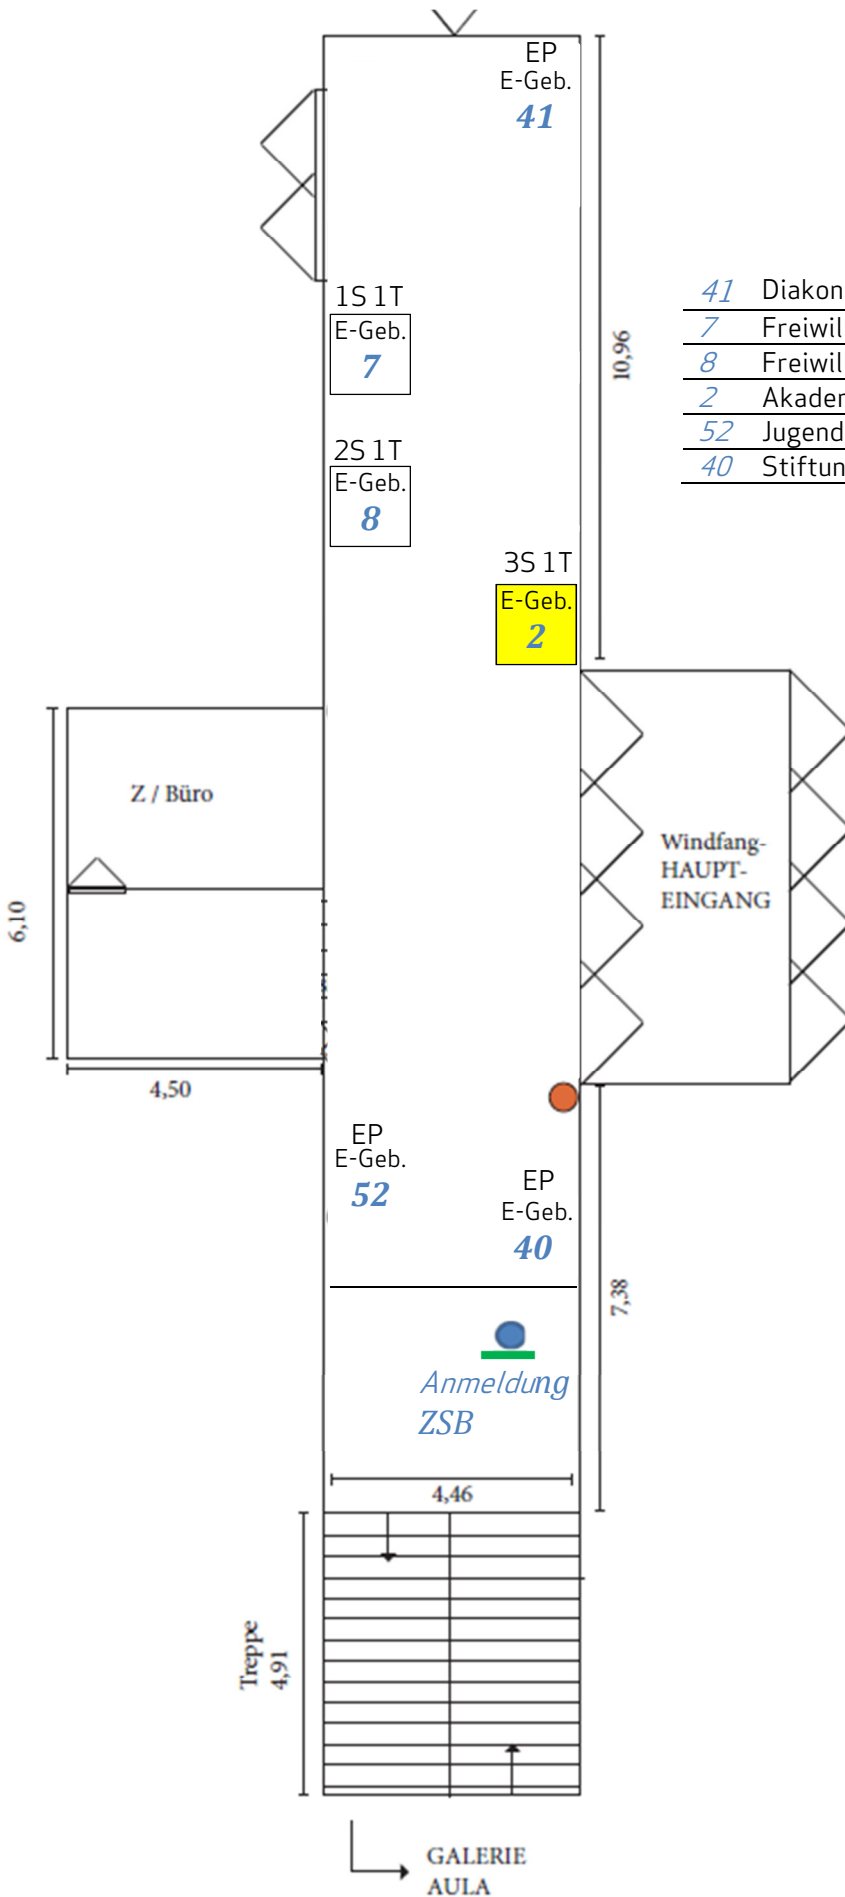 EP
E-Geb.
41
1S 1T
E-Geb.
7
10,96
41 Diakon
7 Freiwil
8 Freiwil
2
52 Jugend
40 Stiftun
2S 1T
E-Geb.
8
3S 1T
E-Geb.
2
Z / Büro
Windfang-
HAUPT-
EINGANG
6,10
4,50
EP
E-Geb.
52
EP
E-Geb.
40
7,38
Anmeldung
ZSB
4,46
Treppe
4,91
GALERIE
AULA